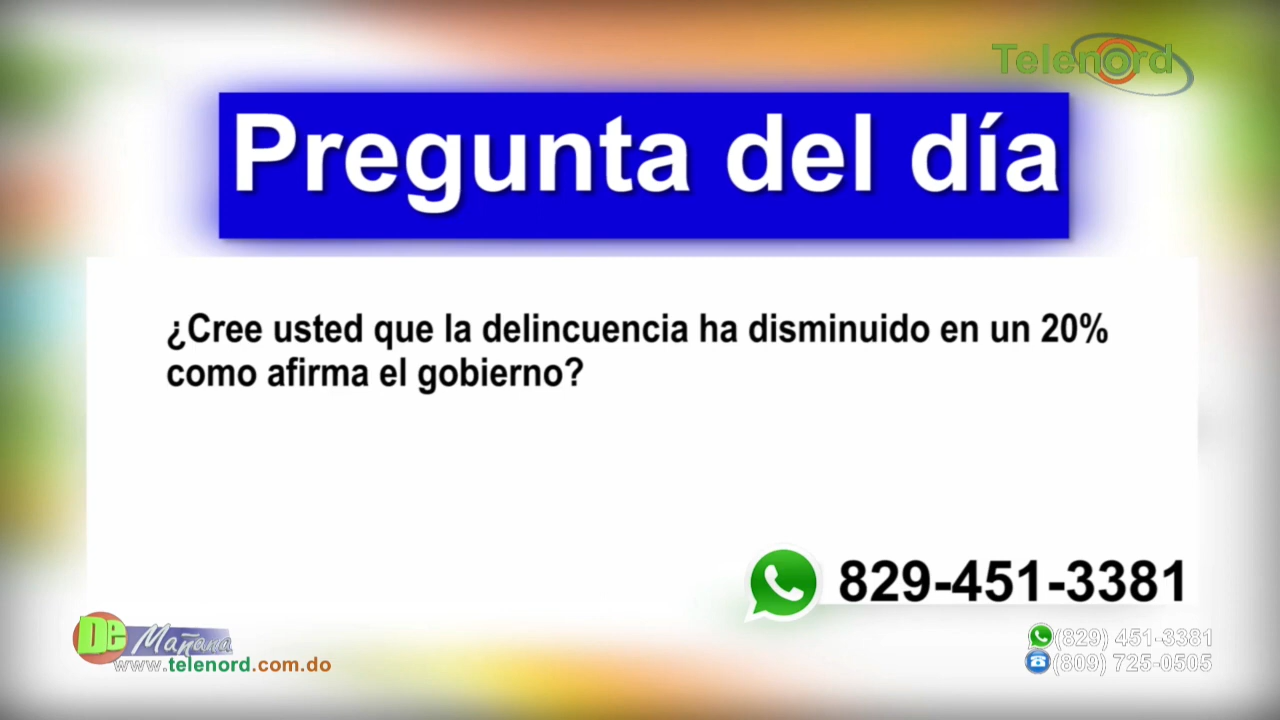 Telenord
Pregunta del día
¿Cree usted que la delincuencia ha disminuido en un 20%
como afirma el gobierno?
829-451-3381
De Mañana
www.telenord.com.do
(829) 451-3381
(809) 725-0505